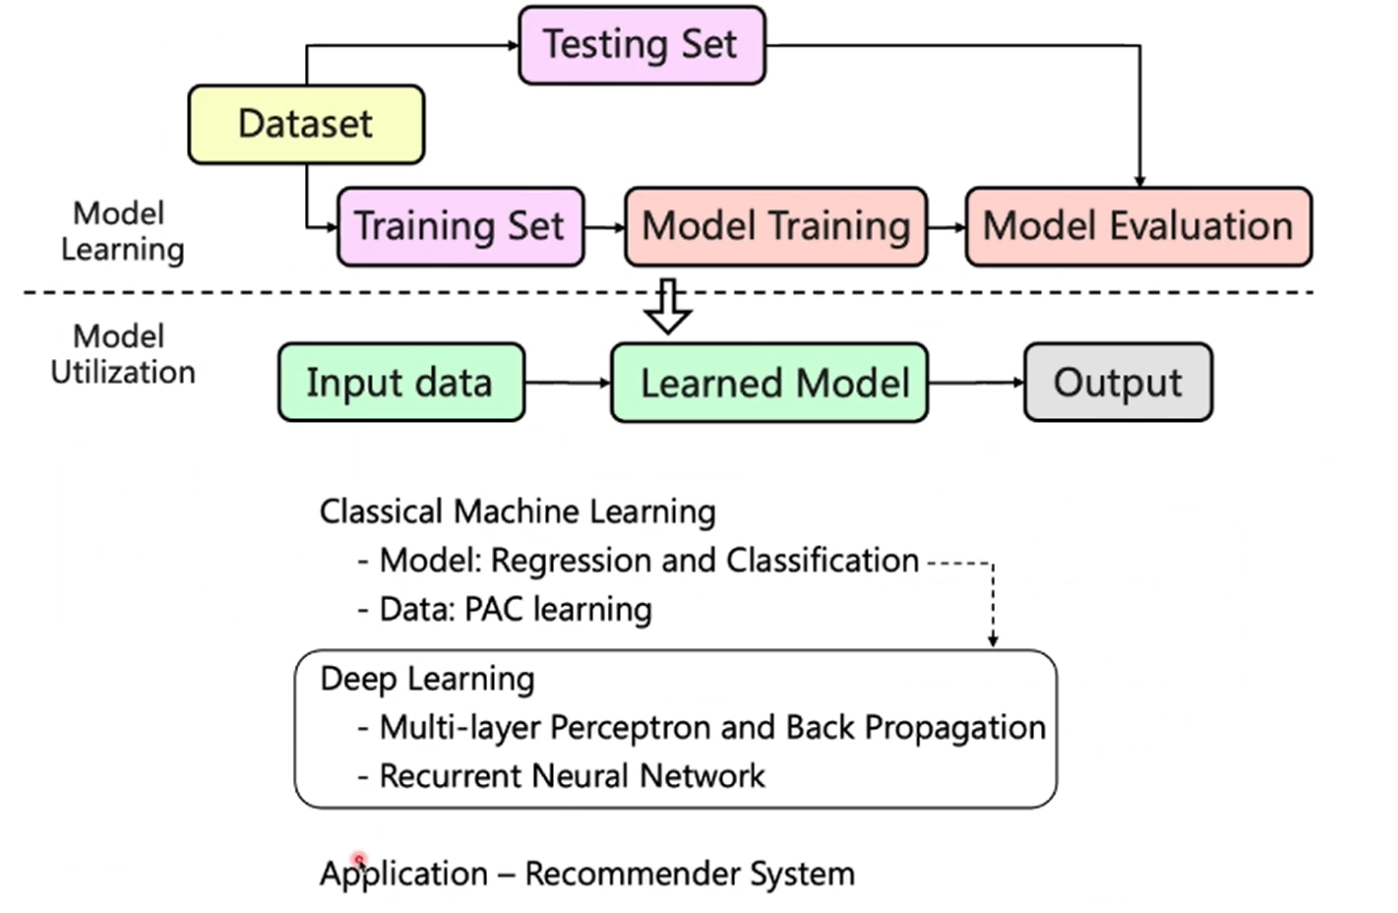 Testing Set
Dataset
Model
Learning
Training Set
Model Training
Model Evaluation
Model
Utilization
Input data
Learned Model
Output
Classical Machine Learning
- Model: Regression and Classification
- Data: PAC learning
Deep Learning
- Multi-layer Perceptron and Back Propagation
- Recurrent Neural Network
Application – Recommender System